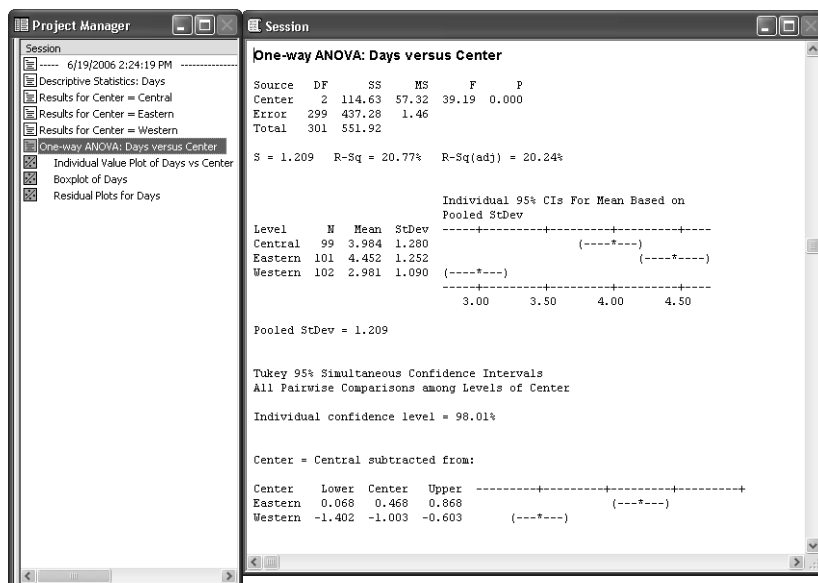 Project Manager
Session
----- 6/19/2006 2:24:19 PM ----------------
Descriptive Statistics: Days
Results for Center = Central
Results for Center = Eastern
Results for Center = Western
One-way ANOVA: Days versus Center
Individual Value Plot of Days vs Center
Boxplot of Days
Residual Plots for Days
Session
One-way ANOVA: Days versus Center
Source DF SS MS F P
Center 2 114.63 57.32 39.19 0.000
Error 299 437.28 1.46
Total 301 551.92
S = 1.209 R-Sq = 20.77% R-Sq(adj) = 20.24%
Individual 95% CIs For Mean Based on
Pooled StDev
Level N Mean StDev -----+---------+---------+---------+----
Central 99 3.984 1.280 (----*---)
Eastern 101 4.452 1.252 (----*----)
Western 102 2.981 1.090 (----*---)
-----+---------+---------+---------+----
3.00 3.50 4.00 4.50
Pooled StDev = 1.209
Tukey 95% Simultaneous Confidence Intervals
All Pairwise Comparisons among Levels of Center
Individual confidence level = 98.01%
Center = Central subtracted from:
Center Lower Center Upper ---------+---------+---------+---------+
Eastern 0.068 0.468 0.868 (---*---)
Western -1.402 -1.003 -0.603 (---*---)